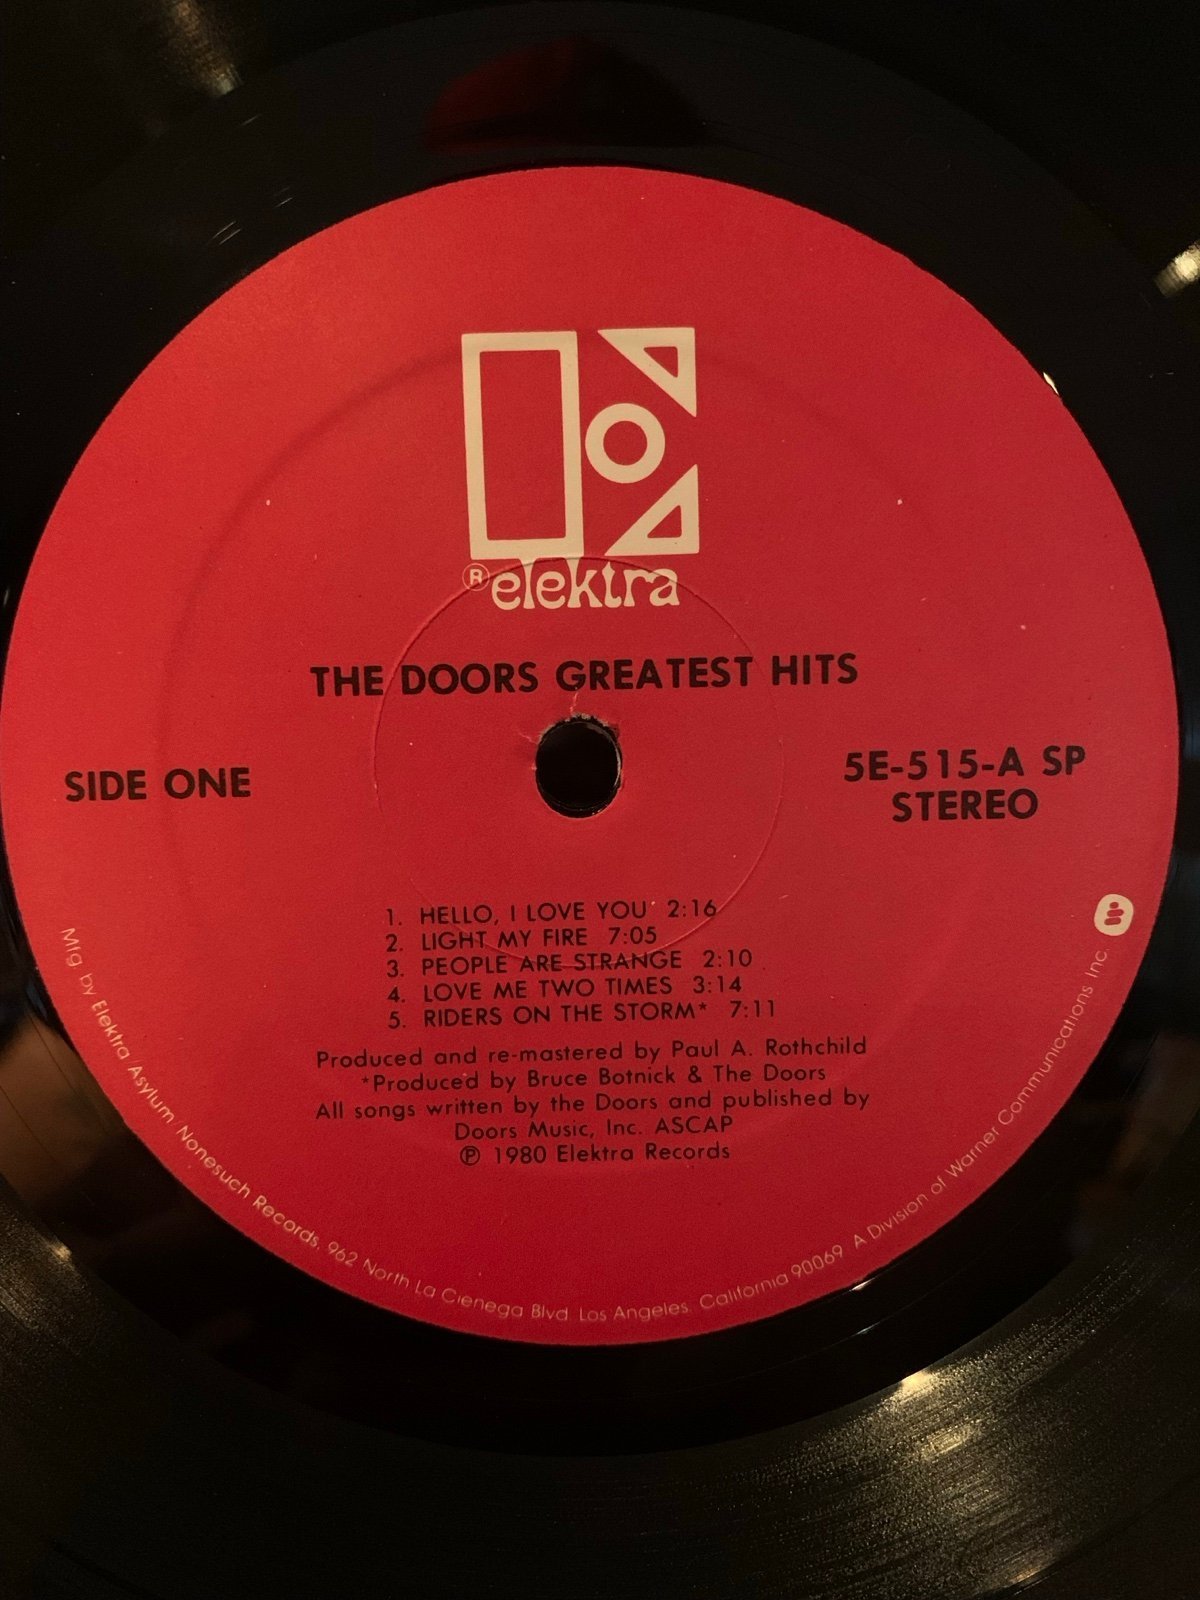 ® elektra
THE DOORS GREATEST HITS
SIDE ONE
5E-515-A SP
STEREO
1. HELLO, I LOVE YOU 2:16
2. LIGHT MY FIRE 7:05
3. PEOPLE ARE STRANGE 2:10
4. LOVE ME TWO TIMES 3:14
5. RIDERS ON THE STORM* 7:11
Produced and re-mastered by Paul A. Rothchild
*Produced by Bruce Botnick & The Doors
All songs written by the Doors and published by
Doors Music, Inc. ASCAP
℗ 1980 Elektra Records
Mfg by Elektra Asylum Nonesuch Records, 962 North La Cienega Blvd. Los Angeles, California 90069 A Division of Warner Communications Inc.